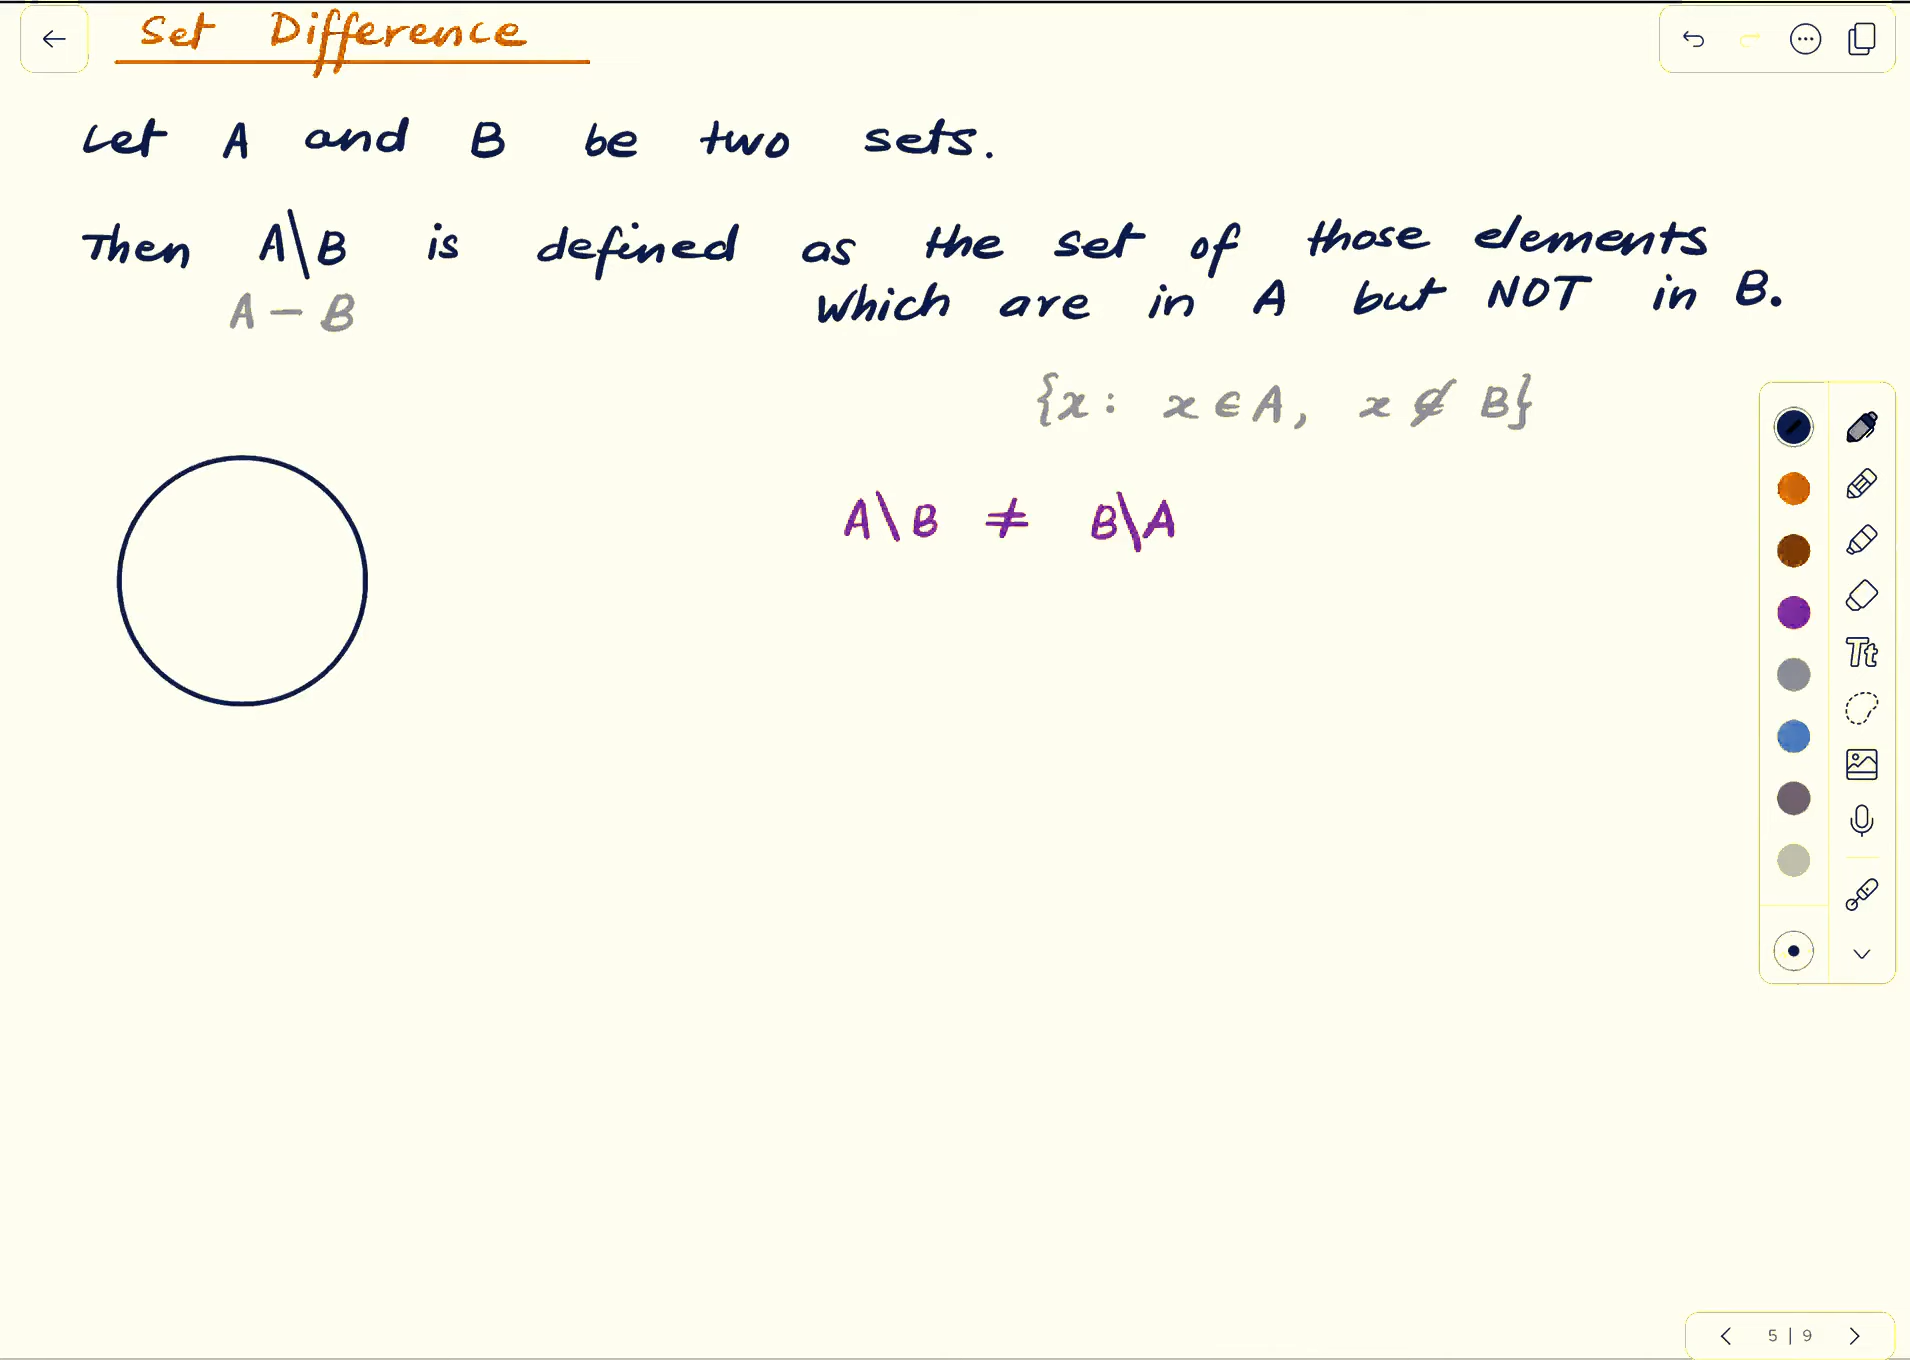 Set Difference
Let A and B be two sets.
Then A\B is defined as the set of those elements
A – B which are in A but NOT in B.
{x: x ∈ A, x ∉ B}
A\B ≠ B\A
Tt
5 | 9